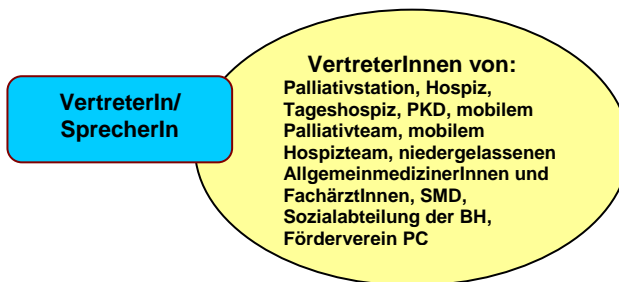 VertreterIn/
SprecherIn
VertreterInnen von:
Palliativstation, Hospiz,
Tageshospiz, PKD, mobilem
Palliativteam, mobilem
Hospizteam, niedergelassenen
AllgemeinmedizinerInnen und
FachärztInnen, SMD,
Sozialabteilung der BH,
Förderverein PC